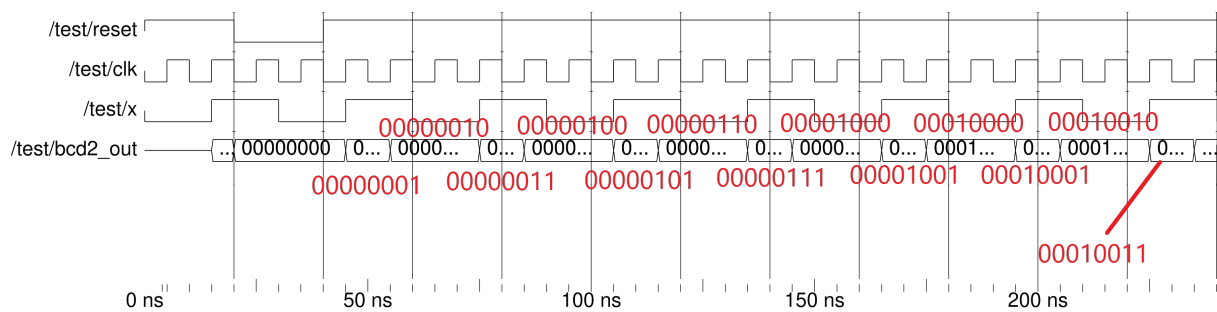 /test/reset
/test/clk
/test/x
00000010 00000100 00000110 00001000 00010000 00010010
/test/bcd2_out ... 00000000 0... 0000... 0... 0000... 0... 0000... 0... 0000... 0... 0001... 0... 0001... 0... ...
00000001 00000011 00000101 00000111 00001001 00010001
00010011
0 ns 50 ns 100 ns 150 ns 200 ns